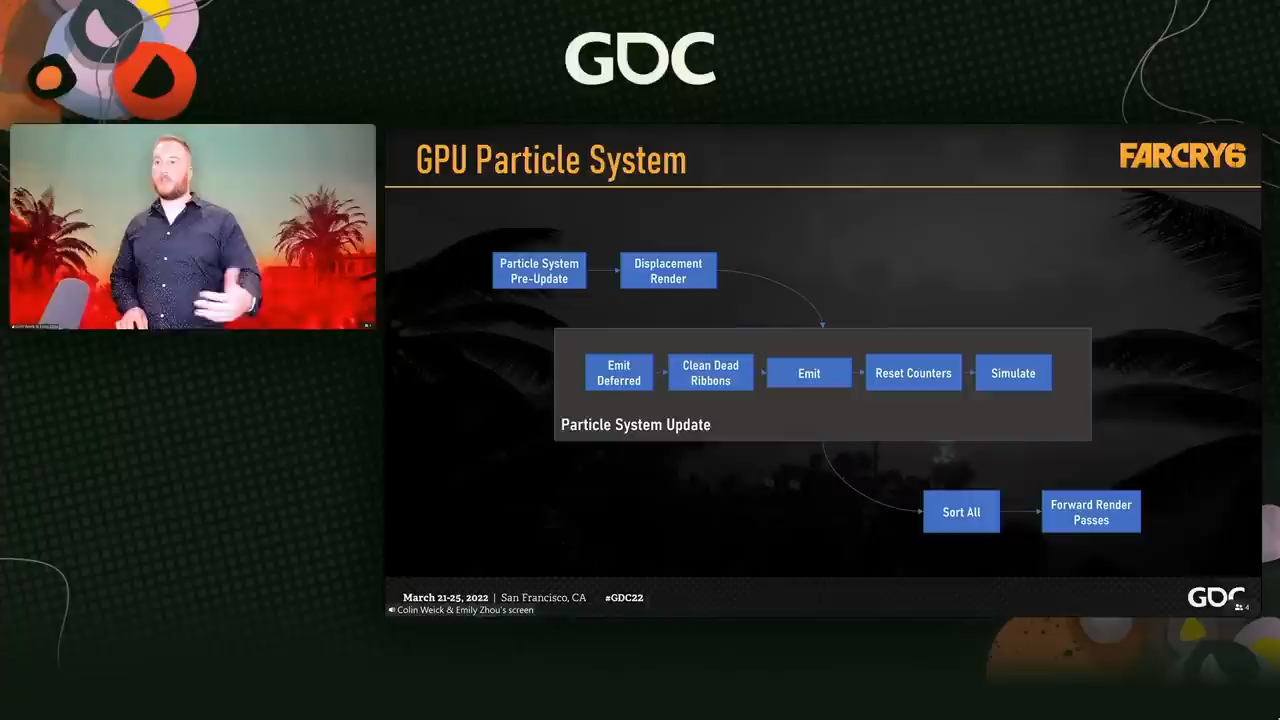 GDC
GPU Particle System
FARCRY6
Particle System
Pre-Update
Displacement
Render
Emit
Deferred
Clean Dead
Ribbons
Emit
Reset Counters
Simulate
Particle System Update
Sort All
Forward Render
Passes
March 21-25, 2022 | San Francisco, CA #GDC22
GDC
Colin Weick & Emily Zhou's screen
4